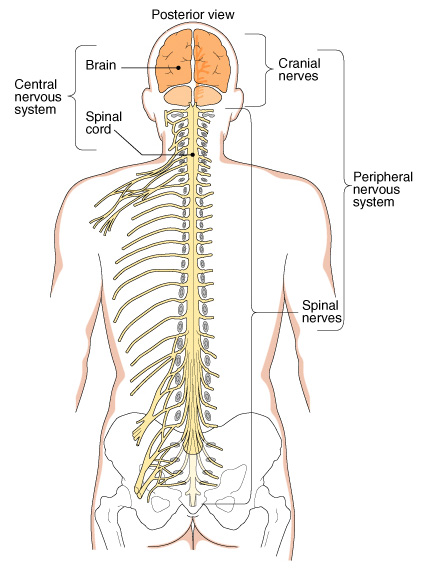 Posterior view
Brain
Cranial
nerves
Central
nervous
system
Spinal
cord
Peripheral
nervous
system
Spinal
nerves